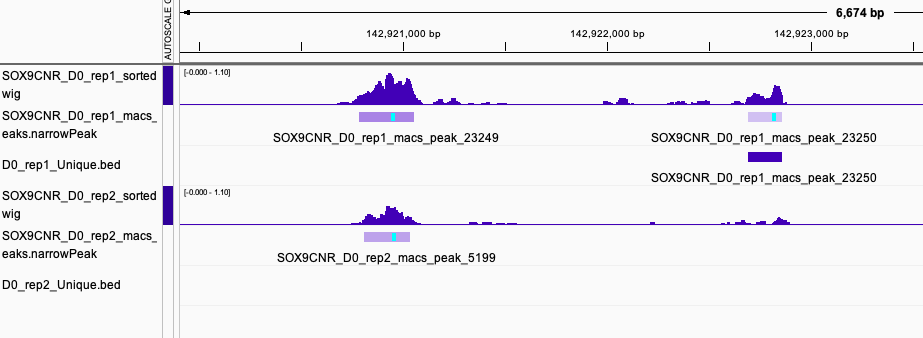 6,674 bp
AUTOSCALE
142,921,000 bp
142,922,000 bp
142,923,000 bp
SOX9CNR_D0_rep1_sorted
wig
[-0.000 - 1.10]
SOX9CNR_D0_rep1_macs_
eaks.narrowPeak
SOX9CNR_D0_rep1_macs_peak_23249
SOX9CNR_D0_rep1_macs_peak_23250
D0_rep1_Unique.bed
SOX9CNR_D0_rep1_macs_peak_23250
SOX9CNR_D0_rep2_sorted
wig
[-0.000 - 1.10]
SOX9CNR_D0_rep2_macs_
eaks.narrowPeak
SOX9CNR_D0_rep2_macs_peak_5199
D0_rep2_Unique.bed